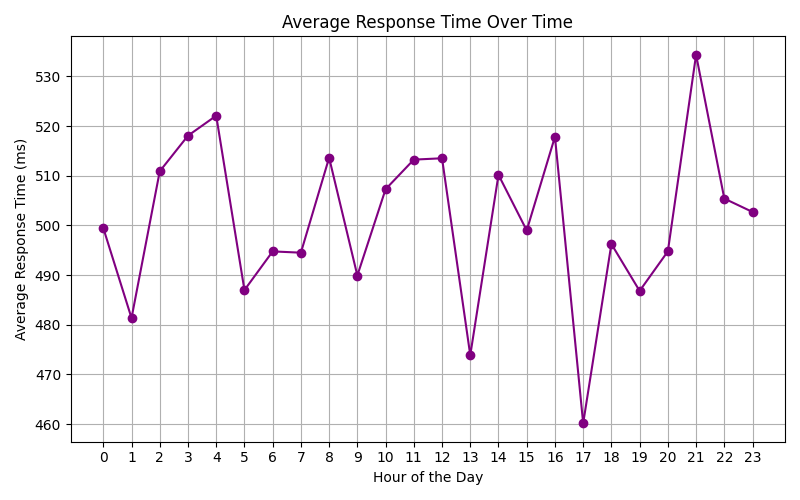 Average Response Time Over Time
Average Response Time (ms)
530
520
510
500
490
480
470
460
0 1 2 3 4 5 6 7 8 9 10 11 12 13 14 15 16 17 18 19 20 21 22 23
Hour of the Day